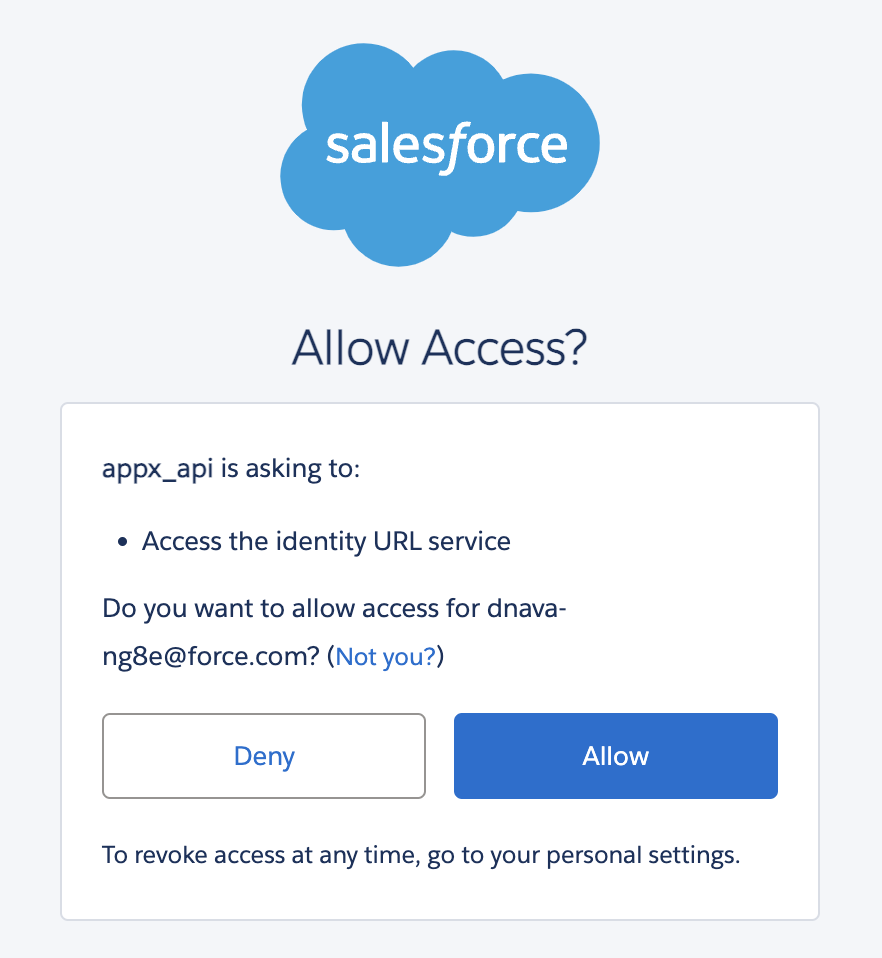 salesforce
Allow Access?
appx_api is asking to:
• Access the identity URL service
Do you want to allow access for dnava-
ng8e@force.com? (Not you?)
Deny
Allow
To revoke access at any time, go to your personal settings.